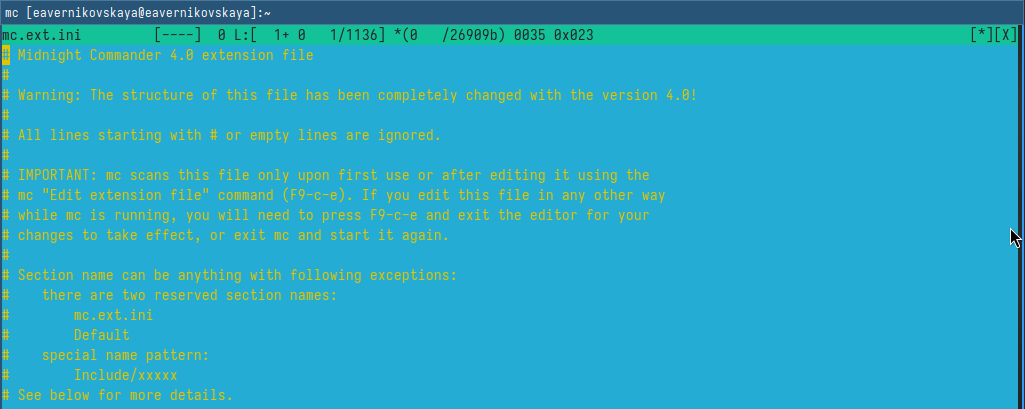 mc [eavernikovskaya@eavernikovskaya]:~
mc.ext.ini         [----]  0 L:[  1+ 0   1/1136] *(0   /26909b) 0035 0x023                                               [*][X]
# Midnight Commander 4.0 extension file
#
# Warning: The structure of this file has been completely changed with the version 4.0!
#
# All lines starting with # or empty lines are ignored.
#
# IMPORTANT: mc scans this file only upon first use or after editing it using the
# mc "Edit extension file" command (F9-c-e). If you edit this file in any other way
# while mc is running, you will need to press F9-c-e and exit the editor for your
# changes to take effect, or exit mc and start it again.
#
# Section name can be anything with following exceptions:
#    there are two reserved section names:
#        mc.ext.ini
#        Default
#    special name pattern:
#        Include/xxxxx
# See below for more details.